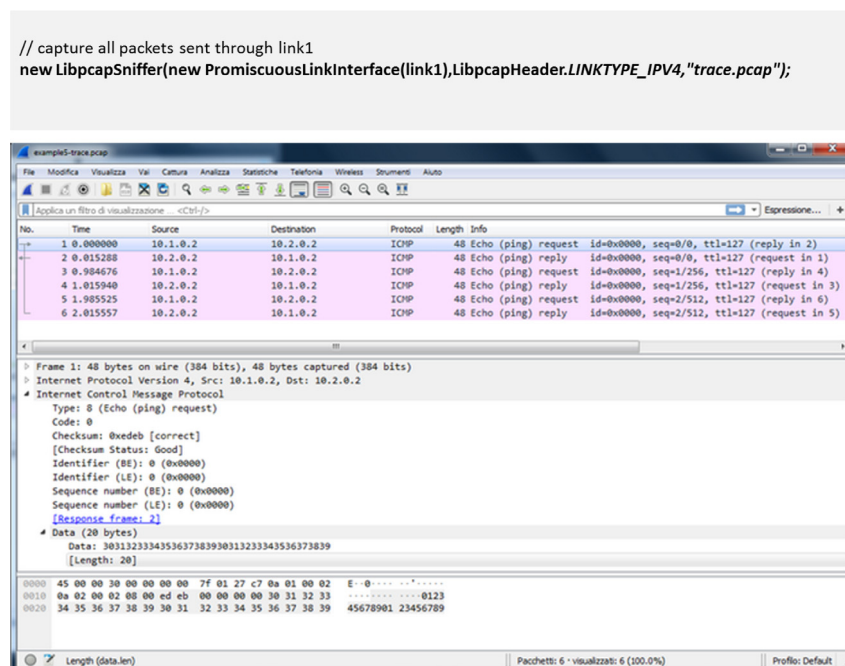 // capture all packets sent through link1
new LibpcapSniffer(new PromiscuousLinkInterface(link1),LibpcapHeader.LINKTYPE_IPV4,"trace.pcap");
example5-trace.pcap
File Modifica Visualizza Vai Cattura Analizza Statistiche Telefonia Wireless Strumenti Aiuto
Applica un filtro di visualizzazione ... <Ctrl-/> Espressione... +
No. Time Source Destination Protocol Length Info
1 0.000000 10.1.0.2 10.2.0.2 ICMP 48 Echo (ping) request id=0x0000, seq=0/0, ttl=127 (reply in 2)
2 0.015288 10.2.0.2 10.1.0.2 ICMP 48 Echo (ping) reply id=0x0000, seq=0/0, ttl=127 (request in 1)
3 0.984676 10.1.0.2 10.2.0.2 ICMP 48 Echo (ping) request id=0x0000, seq=1/256, ttl=127 (reply in 4)
4 1.015940 10.2.0.2 10.1.0.2 ICMP 48 Echo (ping) reply id=0x0000, seq=1/256, ttl=127 (request in 3)
5 1.985525 10.1.0.2 10.2.0.2 ICMP 48 Echo (ping) request id=0x0000, seq=2/512, ttl=127 (reply in 6)
6 2.015557 10.2.0.2 10.1.0.2 ICMP 48 Echo (ping) reply id=0x0000, seq=2/512, ttl=127 (request in 5)
Frame 1: 48 bytes on wire (384 bits), 48 bytes captured (384 bits)
Internet Protocol Version 4, Src: 10.1.0.2, Dst: 10.2.0.2
Internet Control Message Protocol
Type: 8 (Echo (ping) request)
Code: 0
Checksum: 0xedeb [correct]
[Checksum Status: Good]
Identifier (BE): 0 (0x0000)
Identifier (LE): 0 (0x0000)
Sequence number (BE): 0 (0x0000)
Sequence number (LE): 0 (0x0000)
[Response frame: 2]
Data (20 bytes)
Data: 3031323334353637383930313233343536373839
[Length: 20]
0000 45 00 00 30 00 00 00 00 7f 01 27 c7 0a 01 00 02 E··0···· ··'·····
0010 0a 02 00 02 08 00 ed eb 00 00 00 00 30 31 32 33 ········ ····0123
0020 34 35 36 37 38 39 30 31 32 33 34 35 36 37 38 39 45678901 23456789
Length (data.len) Pacchetti: 6 · visualizzati: 6 (100.0%) Profilo: Default